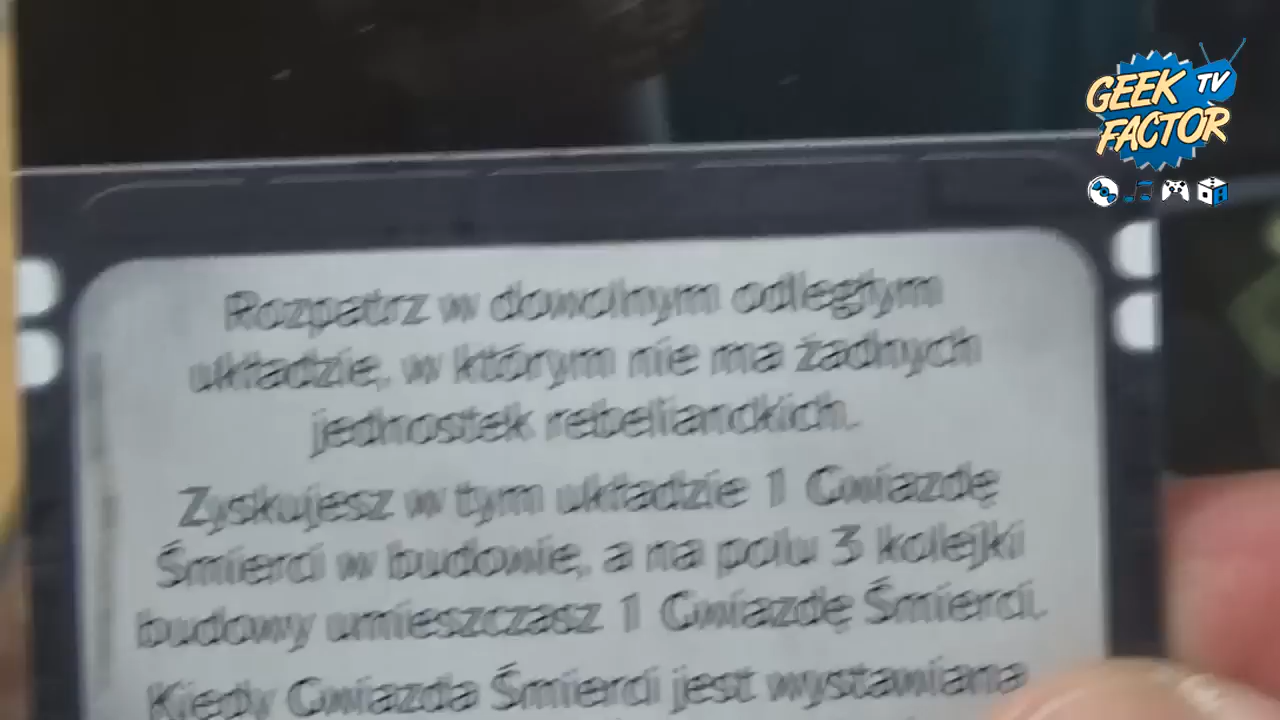 GEEK TV
FACTOR
Rozpatrz w dowolnym odległym
układzie, w którym nie ma żadnych
jednostek rebelianckich.
Zyskujesz w tym układzie 1 Gwiazdę
Śmierci w budowie, a na polu 3 kolejki
budowy umieszczasz 1 Gwiazdę Śmierci.
Kiedy Gwiazda Śmierci jest wystawiana